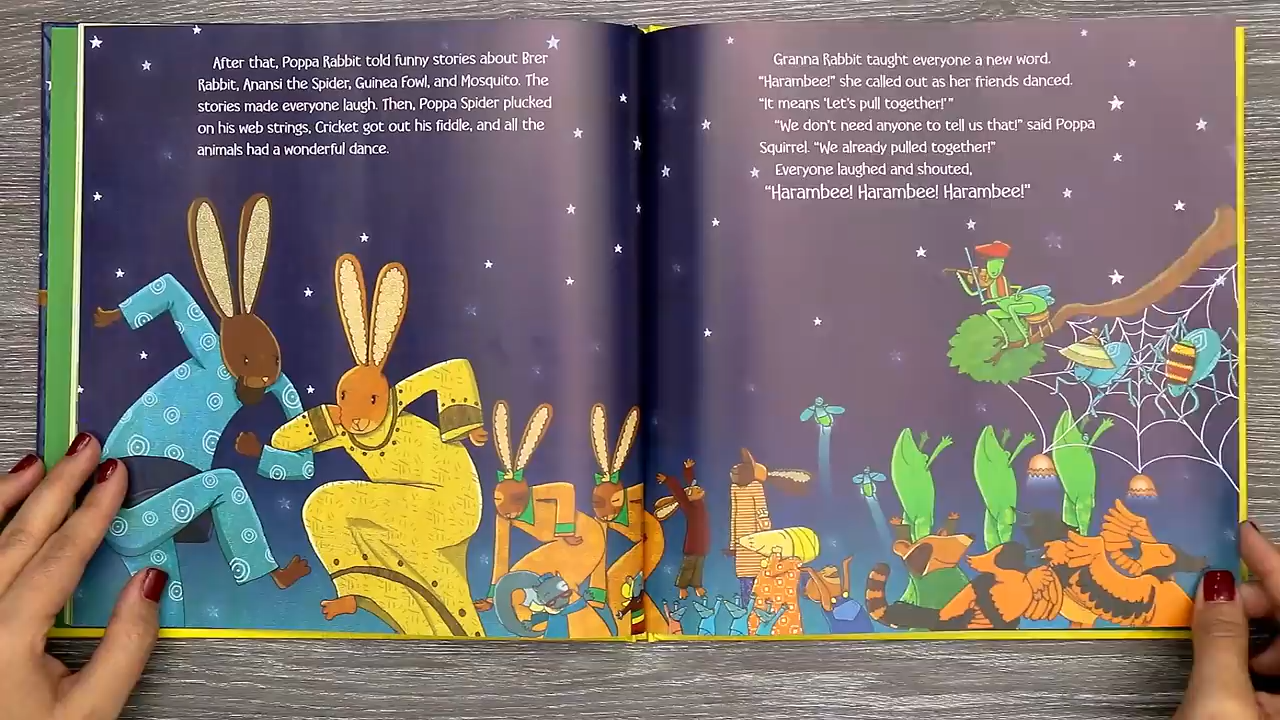 After that, Poppa Rabbit told funny stories about Brer
Rabbit, Anansi the Spider, Guinea Fowl, and Mosquito. The
stories made everyone laugh. Then, Poppa Spider plucked
on his web strings, Cricket got out his fiddle, and all the
animals had a wonderful dance.
Granna Rabbit taught everyone a new word.
“Harambee!” she called out as her friends danced.
“It means ‘Let’s pull together!’”
“We don’t need anyone to tell us that!” said Poppa
Squirrel. “We already pulled together!”
Everyone laughed and shouted,
“Harambee! Harambee! Harambee!”